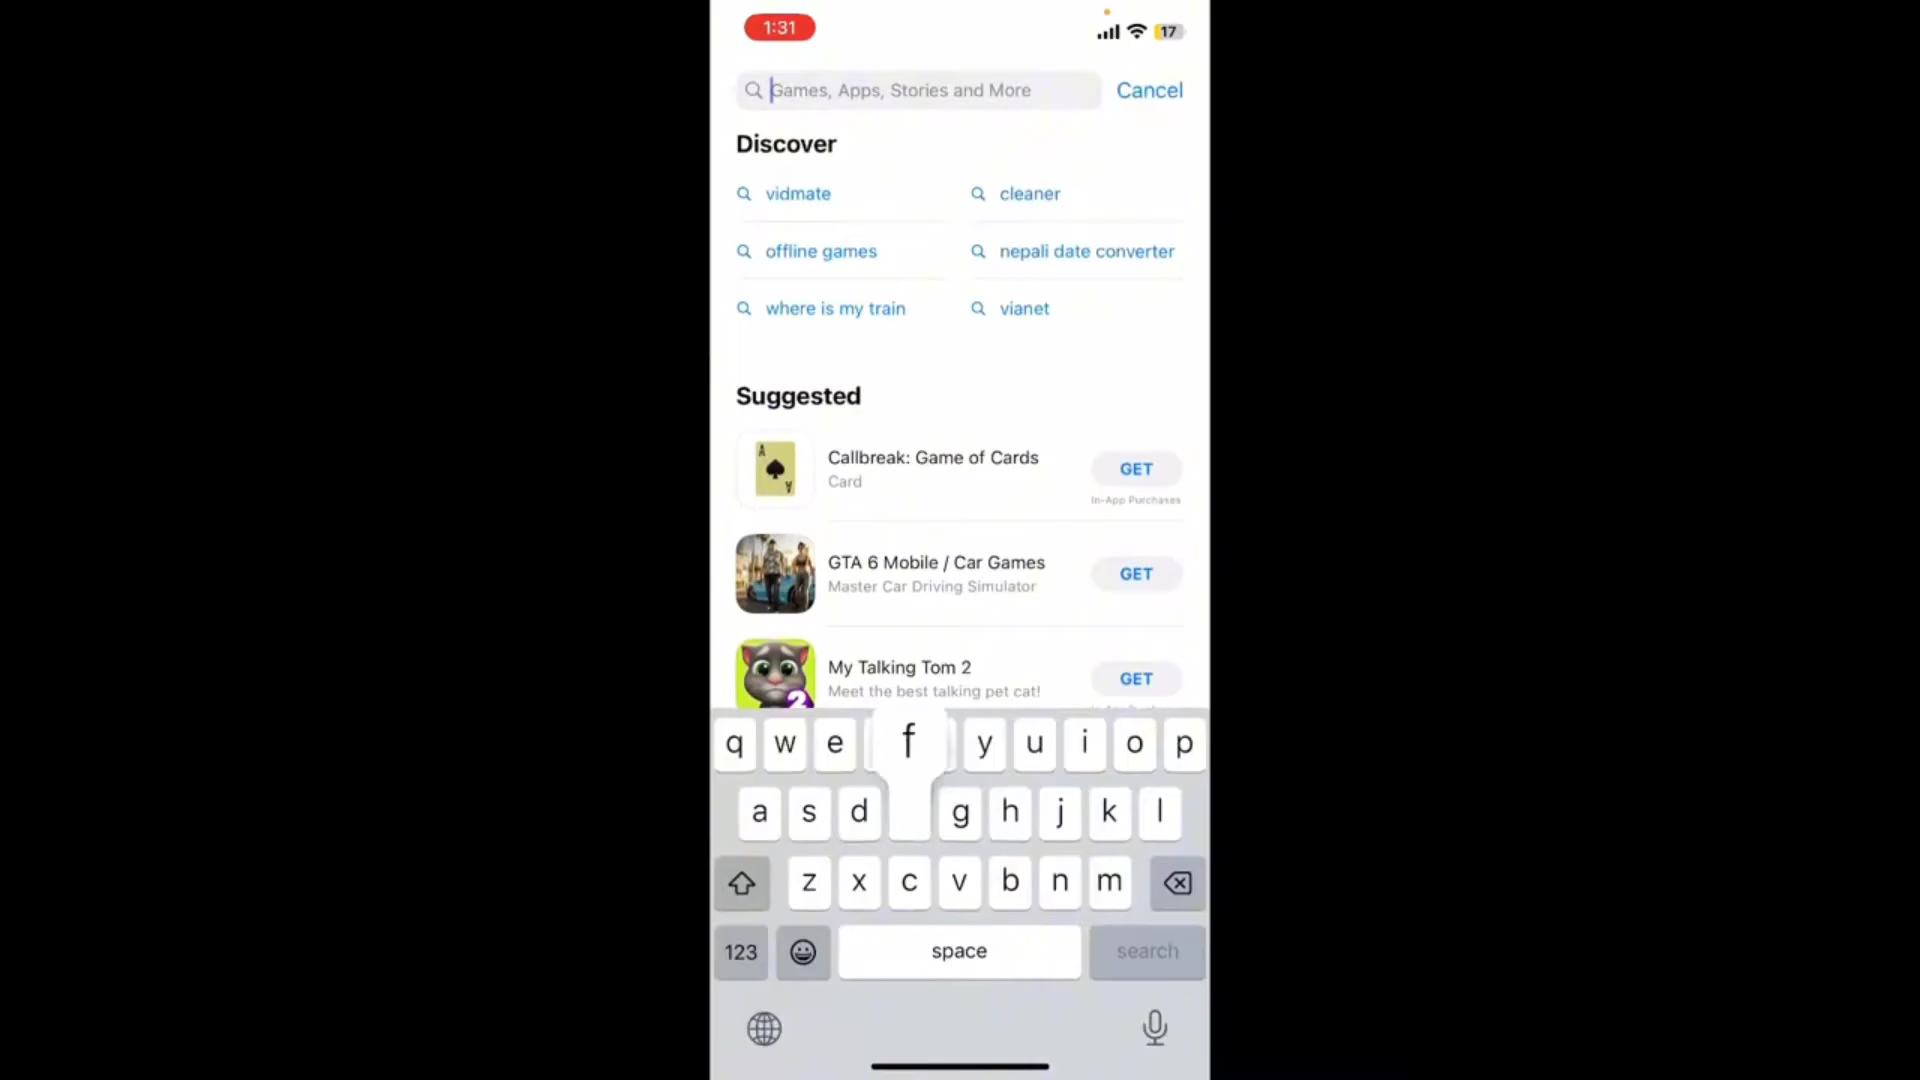 1:31
17
Games, Apps, Stories and More
Cancel
Discover
vidmate
cleaner
offline games
nepali date converter
where is my train
vianet
Suggested
A
Callbreak: Game of Cards
GET
Card
In-App Purchases
GTA 6 Mobile / Car Games
GET
Master Car Driving Simulator
My Talking Tom 2
GET
Meet the best talking pet cat!
2
q w e f y u i o p
a s d g h j k l
z x c v b n m
123
space
search